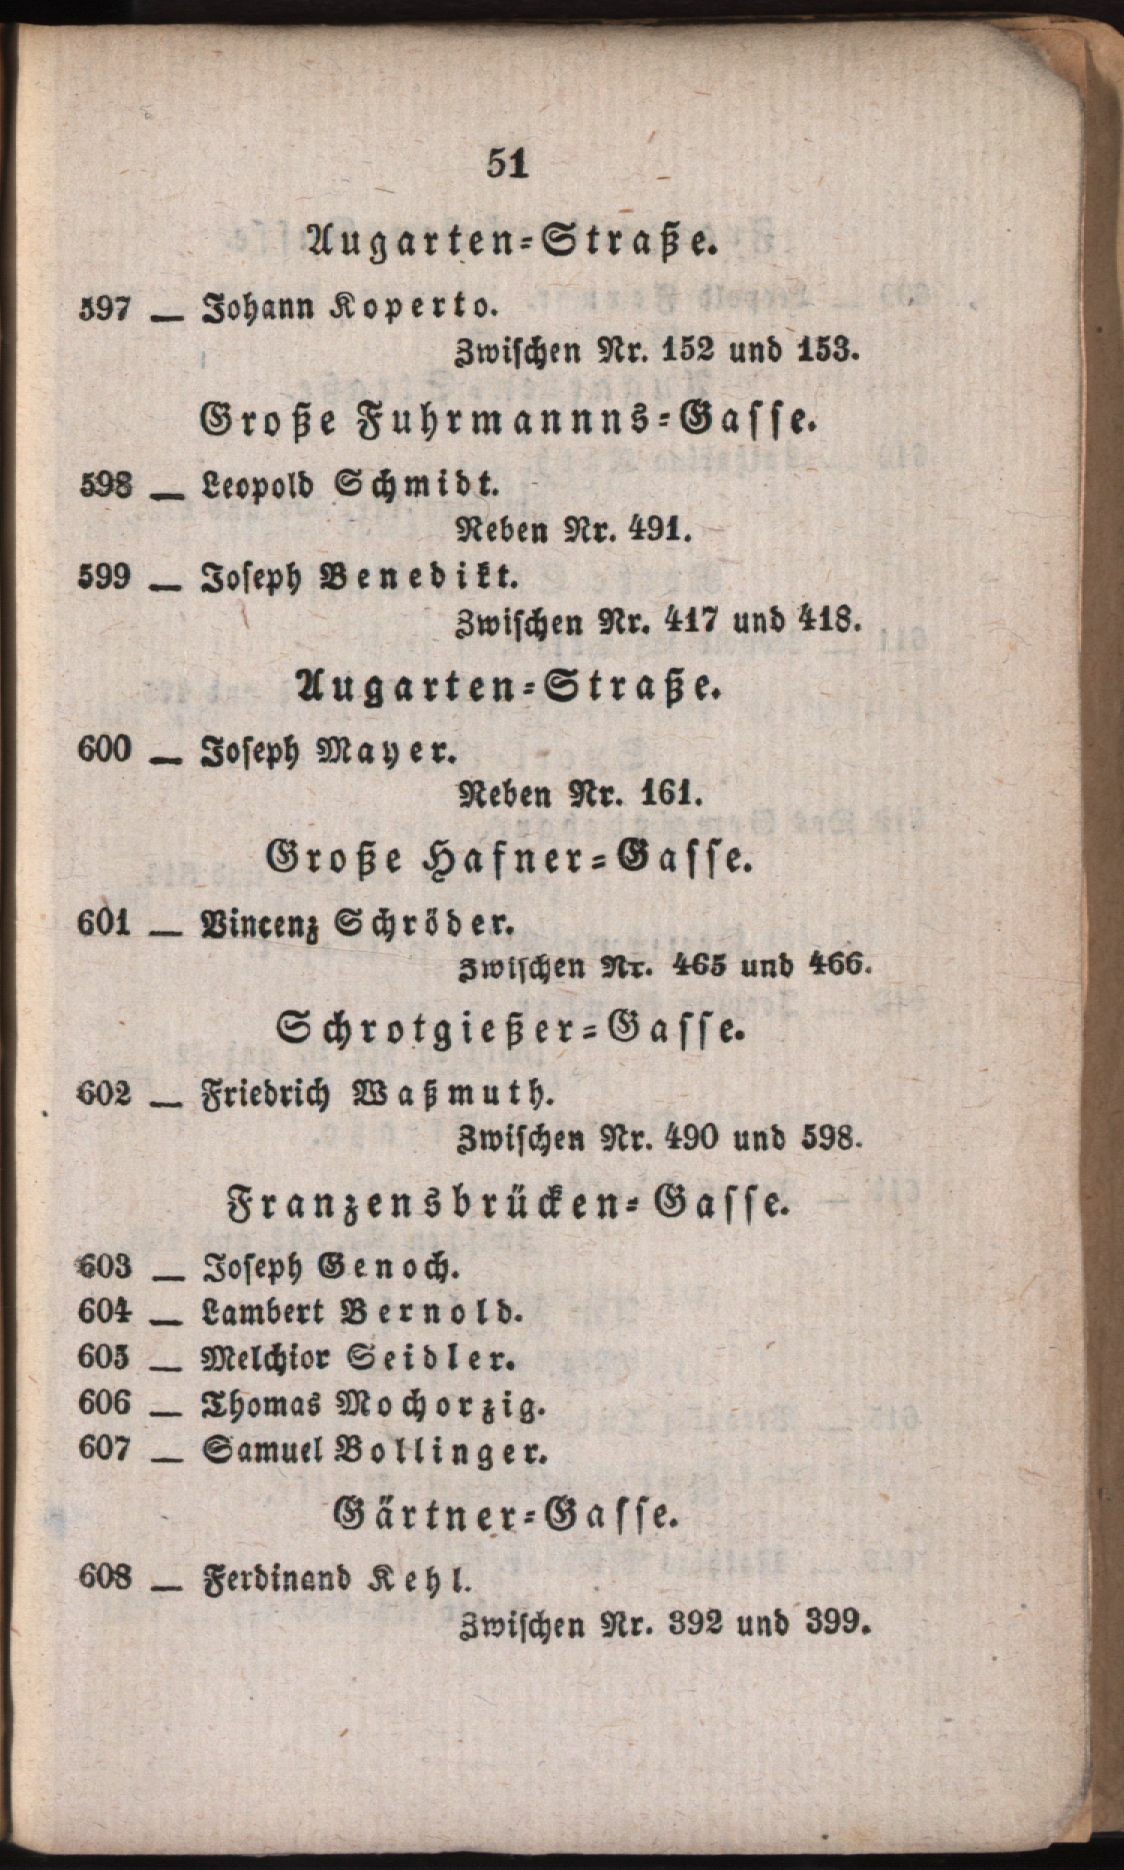 51
Augarten-Straße.
597 — Johann Koperto.
Zwischen Nr. 152 und 153.
Große Fuhrmannns-Gasse.
598 — Leopold Schmidt.
Neben Nr. 491.
599 — Joseph Benedikt.
Zwischen Nr. 417 und 418.
Augarten-Straße.
600 — Joseph Mayer.
Neben Nr. 161.
Große Hafner-Gasse.
601 — Vincenz Schröder.
Zwischen Nr. 465 und 466.
Schrotgießer-Gasse.
602 — Friedrich Waßmuth.
Zwischen Nr. 490 und 598.
Franzensbrücken-Gasse.
603 — Joseph Genoch.
604 — Lambert Bernold.
605 — Melchior Seidler.
606 — Thomas Mochorzig.
607 — Samuel Bollinger.
Gärtner-Gasse.
608 — Ferdinand Kehl.
Zwischen Nr. 392 und 399.